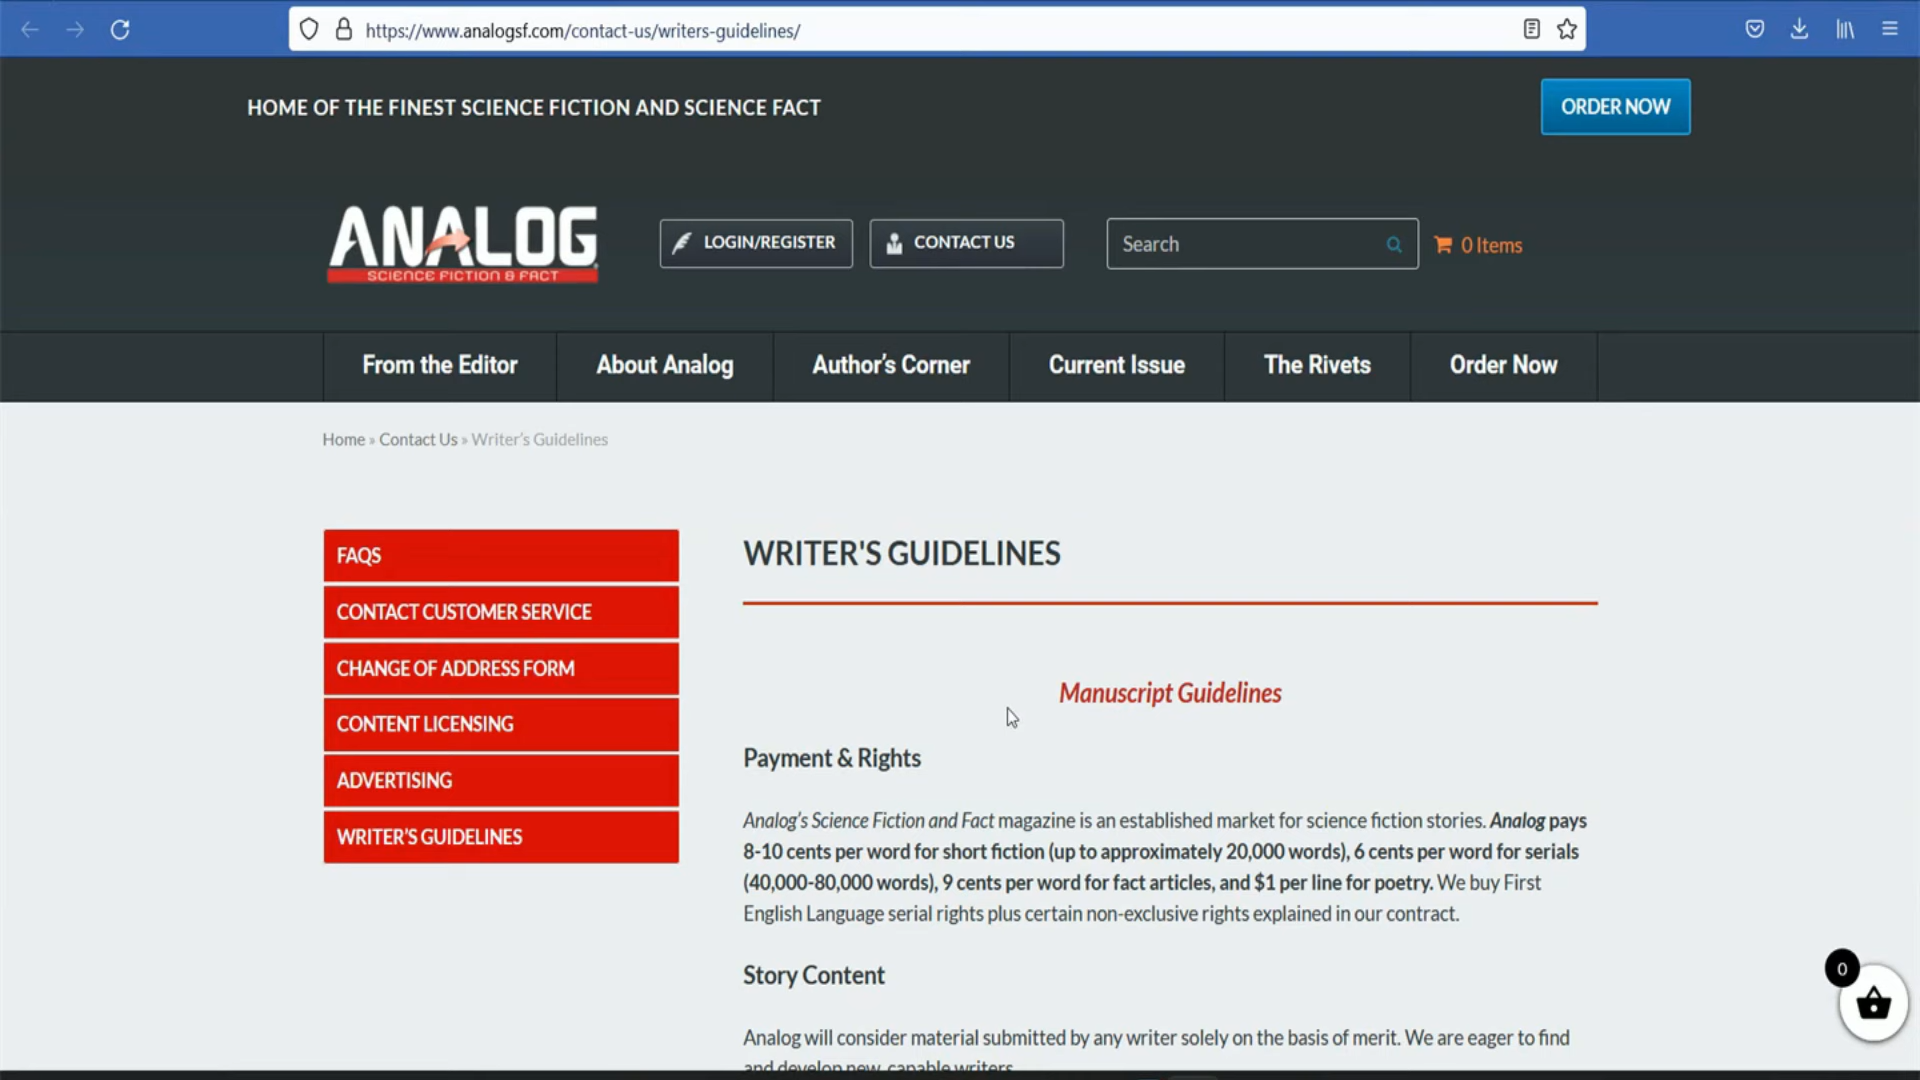 https://www.analogsf.com/contact-us/writers-guidelines/
HOME OF THE FINEST SCIENCE FICTION AND SCIENCE FACT
ORDER NOW
ANALOG
SCIENCE FICTION & FACT
LOGIN/REGISTER
CONTACT US
Search
0 Items
From the Editor
About Analog
Author’s Corner
Current Issue
The Rivets
Order Now
Home » Contact Us » Writer’s Guidelines
FAQS
CONTACT CUSTOMER SERVICE
CHANGE OF ADDRESS FORM
CONTENT LICENSING
ADVERTISING
WRITER’S GUIDELINES
WRITER'S GUIDELINES
Manuscript Guidelines
Payment & Rights
Analog’s Science Fiction and Fact magazine is an established market for science fiction stories. Analog pays
8-10 cents per word for short fiction (up to approximately 20,000 words), 6 cents per word for serials
(40,000-80,000 words), 9 cents per word for fact articles, and $1 per line for poetry. We buy First
English Language serial rights plus certain non-exclusive rights explained in our contract.
Story Content
Analog will consider material submitted by any writer solely on the basis of merit. We are eager to find
and develop new, capable writers.
0